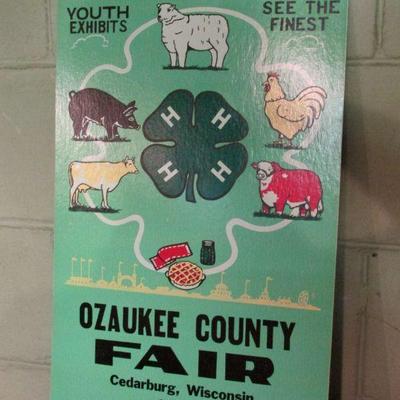 YOUTH
EXHIBITS
SEE THE
FINEST
H H
H H
OZAUKEE COUNTY
FAIR
Cedarburg, Wisconsin